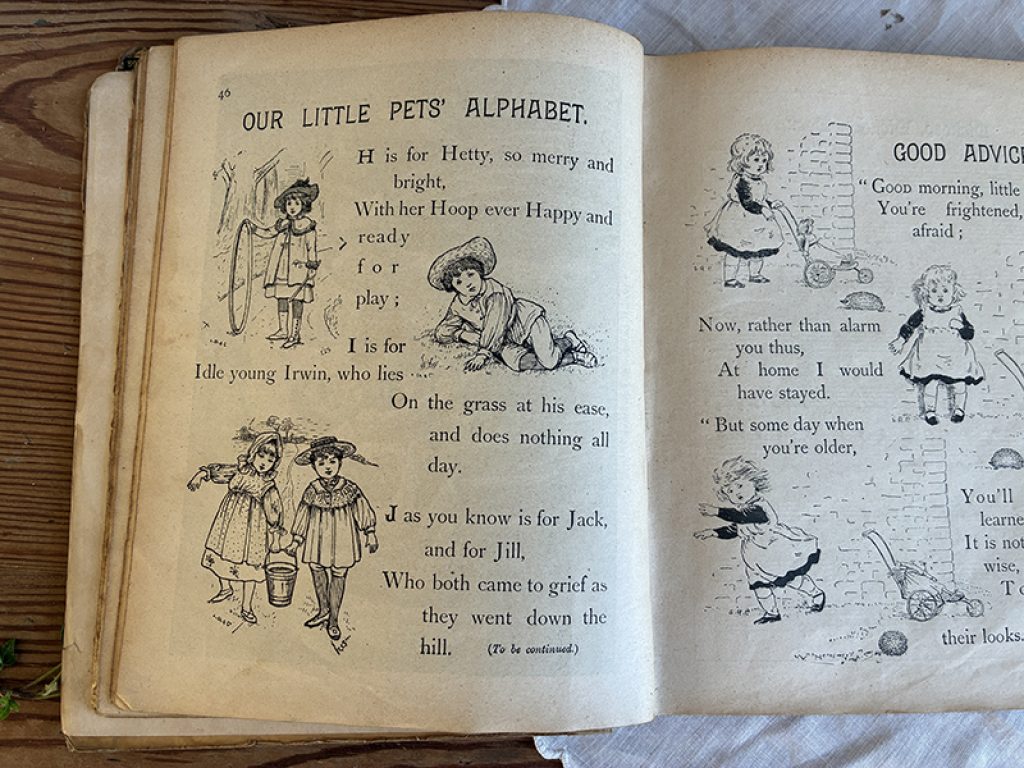 46
OUR LITTLE PETS' ALPHABET.
H is for Hetty, so merry and
bright,
With her Hoop ever Happy and
ready
for
play;
I is for
Idle young Irwin, who lies
On the grass at his ease,
and does nothing all
day.
J as you know is for Jack,
and for Jill,
Who both came to grief as
they went down the
hill. (To be continued.)
GOOD ADVICE
"Good morning, little
You're frightened,
afraid;
Now, rather than alarm
you thus,
At home I would
have stayed.
"But some day when
you're older,
You'll
learne
It is not
wise,
To
their looks.